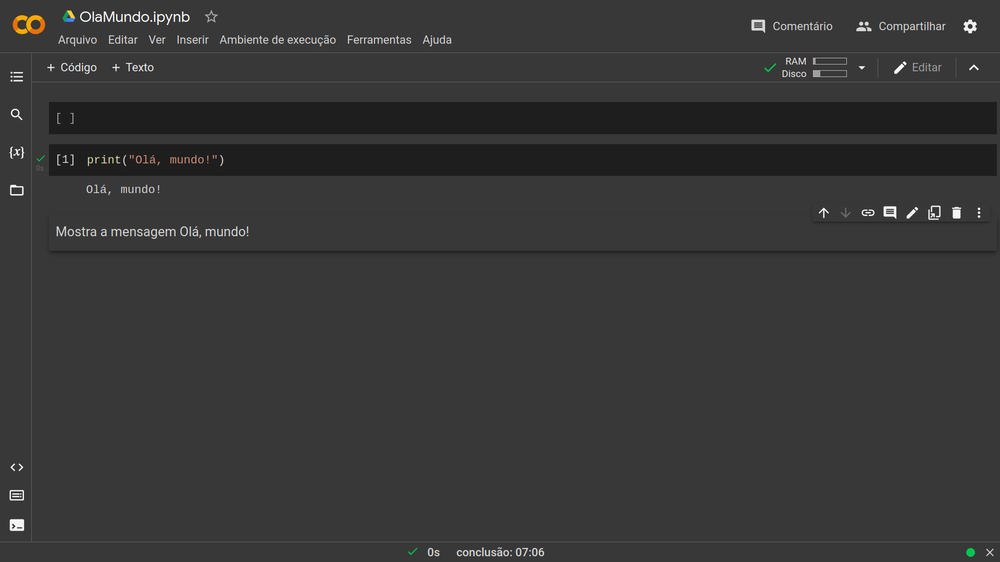 OlaMundo.ipynb
Arquivo Editar Ver Inserir Ambiente de execução Ferramentas Ajuda
Comentário Compartilhar
+ Código + Texto
RAM
Disco
Editar
[ ]
[1] print("Olá, mundo!")
0s
Olá, mundo!
Mostra a mensagem Olá, mundo!
0s conclusão: 07:06